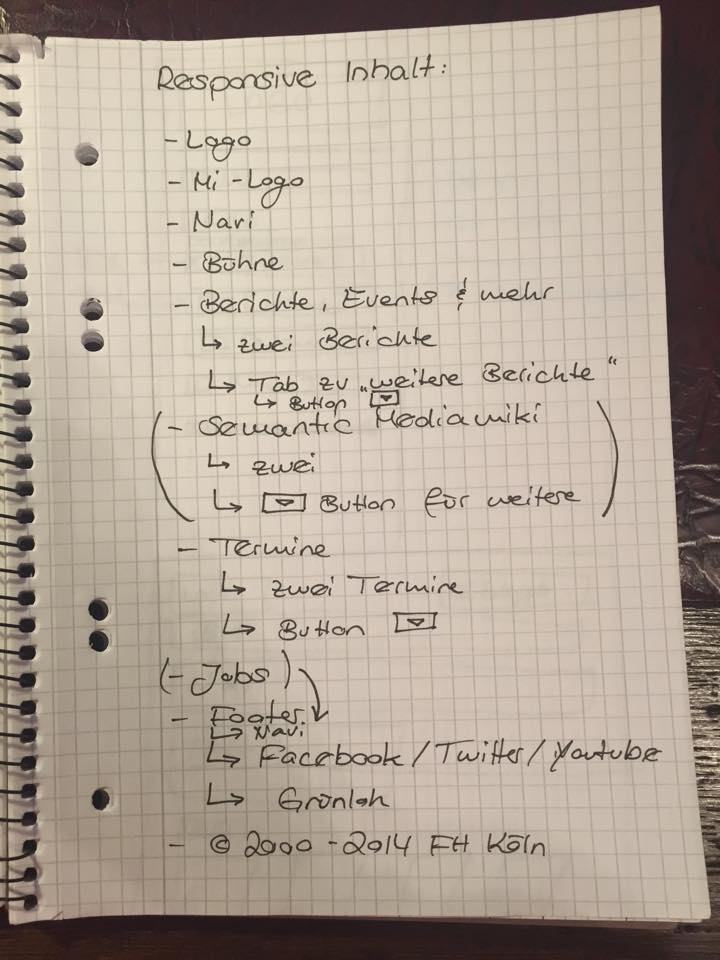 Responsive Inhalt:
- Logo
- Mi-Logo
- Navi
- Bühne
- Berichte, Events & mehr
↳ zwei Berichte
↳ Tab zu „weitere Berichte“
↳ Button
(- Semantic Mediawiki
↳ zwei
↳ Button für weitere)
- Termine
↳ zwei Termine
↳ Button
(- Jobs)
- Footer
↳ Navi
↳ Facebook / Twitter / Youtube
↳ Grünlah
- © 2000 - 2014 FH Köln